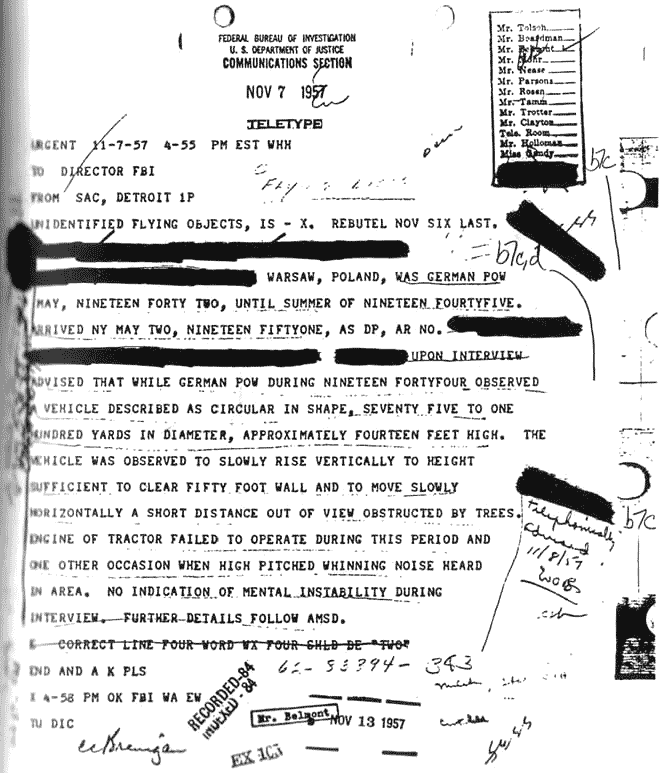 FEDERAL BUREAU OF INVESTIGATION
U. S. DEPARTMENT OF JUSTICE
COMMUNICATIONS SECTION
NOV 7 1957
TELETYPE
Mr. Tolson
Mr. Boardman
Mr. Belmont
Mr. Mohr
Mr. Nease
Mr. Parsons
Mr. Rosen
Mr. Tamm
Mr. Trotter
Mr. Clayton
Tele. Room
Mr. Holloman
Miss Gandy
b7c
URGENT 11-7-57 4-55 PM EST WHH
TO DIRECTOR FBI
FROM SAC, DETROIT 1P
UNIDENTIFIED FLYING OBJECTS, IS - X. REBUTEL NOV SIX LAST.
b7c,d
WARSAW, POLAND, WAS GERMAN POW
MAY, NINETEEN FORTY TWO, UNTIL SUMMER OF NINETEEN FOURTYFIVE.
ARRIVED NY MAY TWO, NINETEEN FIFTYONE, AS DP, AR NO.
UPON INTERVIEW
ADVISED THAT WHILE GERMAN POW DURING NINETEEN FORTYFOUR OBSERVED
A VEHICLE DESCRIBED AS CIRCULAR IN SHAPE, SEVENTY FIVE TO ONE
HUNDRED YARDS IN DIAMETER, APPROXIMATELY FOURTEEN FEET HIGH. THE
VEHICLE WAS OBSERVED TO SLOWLY RISE VERTICALLY TO HEIGHT
SUFFICIENT TO CLEAR FIFTY FOOT WALL AND TO MOVE SLOWLY
HORIZONTALLY A SHORT DISTANCE OUT OF VIEW OBSTRUCTED BY TREES.
ENGINE OF TRACTOR FAILED TO OPERATE DURING THIS PERIOD AND
ONE OTHER OCCASION WHEN HIGH PITCHED WHINNING NOISE HEARD
IN AREA. NO INDICATION OF MENTAL INSTABILITY DURING
INTERVIEW. FURTHER DETAILS FOLLOW AMSD.
b7c
Telephonically
11/8/57
CORRECT LINE FOUR WORD WX FOUR SHLD BE "TWO"
END AND A K PLS
62-83894-383
4-58 PM OK FBI WA EW
TU DIC
RECORDED-84
INDEXED-84
Mr. Belmont
NOV 13 1957
EX 103